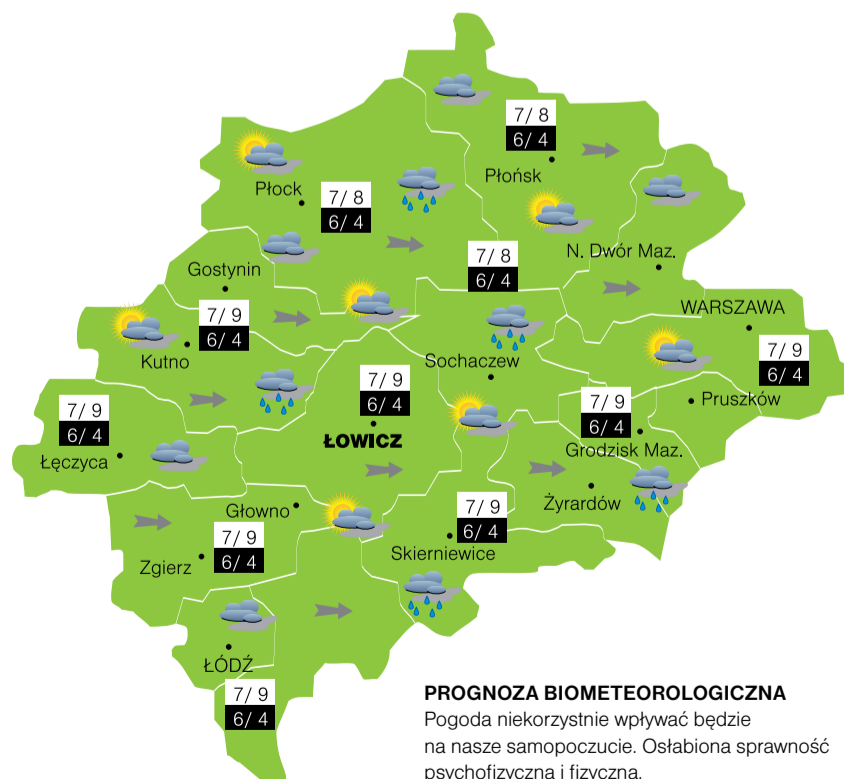 7/ 8
6/ 4
Płońsk
Płock
7/ 8
6/ 4
7/ 8
6/ 4
N. Dwór Maz.
Gostynin
WARSZAWA
7/ 9
6/ 4
Kutno
7/ 9
6/ 4
Sochaczew
7/ 9
6/ 4
ŁOWICZ
7/ 9
6/ 4
Pruszków
7/ 9
6/ 4
Grodzisk Maz.
Łęczyca
Żyrardów
Głowno
7/ 9
6/ 4
Skierniewice
7/ 9
6/ 4
Zgierz
ŁÓDŹ
7/ 9
6/ 4
PROGNOZA BIOMETEOROLOGICZNA
Pogoda niekorzystnie wpływać będzie
na nasze samopoczucie. Osłabiona sprawność
psychofizyczna i fizyczna.